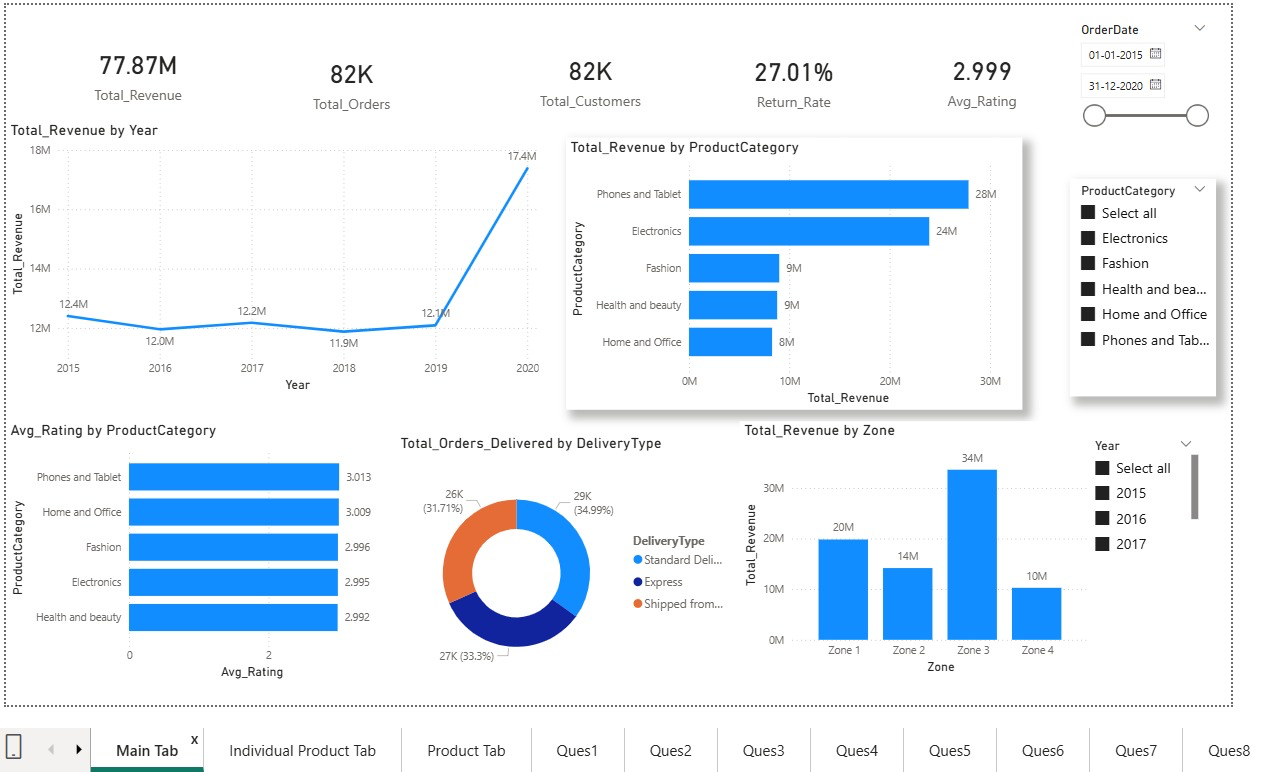 77.87M
Total_Revenue
82K
Total_Orders
82K
Total_Customers
27.01%
Return_Rate
2.999
Avg_Rating
OrderDate
01-01-2015
31-12-2020
Total_Revenue by Year
18M
16M
14M
12M
Total_Revenue
12.4M
12.0M
12.2M
11.9M
12.1M
17.4M
2015
2016
2017
2018
2019
2020
Year
Total_Revenue by ProductCategory
ProductCategory
Phones and Tablet
28M
Electronics
24M
Fashion
9M
Health and beauty
9M
Home and Office
8M
0M
10M
20M
30M
Total_Revenue
ProductCategory
Select all
Electronics
Fashion
Health and bea...
Home and Office
Phones and Tab...
Avg_Rating by ProductCategory
ProductCategory
Phones and Tablet
3.013
Home and Office
3.009
Fashion
2.996
Electronics
2.995
Health and beauty
2.992
0
2
Avg_Rating
Total_Orders_Delivered by DeliveryType
26K
(31.71%)
29K
(34.99%)
27K (33.3%)
DeliveryType
Standard Deli...
Express
Shipped from...
Total_Revenue by Zone
Total_Revenue
30M
20M
10M
0M
20M
14M
34M
10M
Zone 1
Zone 2
Zone 3
Zone 4
Zone
Year
Select all
2015
2016
2017
Main Tab
x
Individual Product Tab
Product Tab
Ques1
Ques2
Ques3
Ques4
Ques5
Ques6
Ques7
Ques8